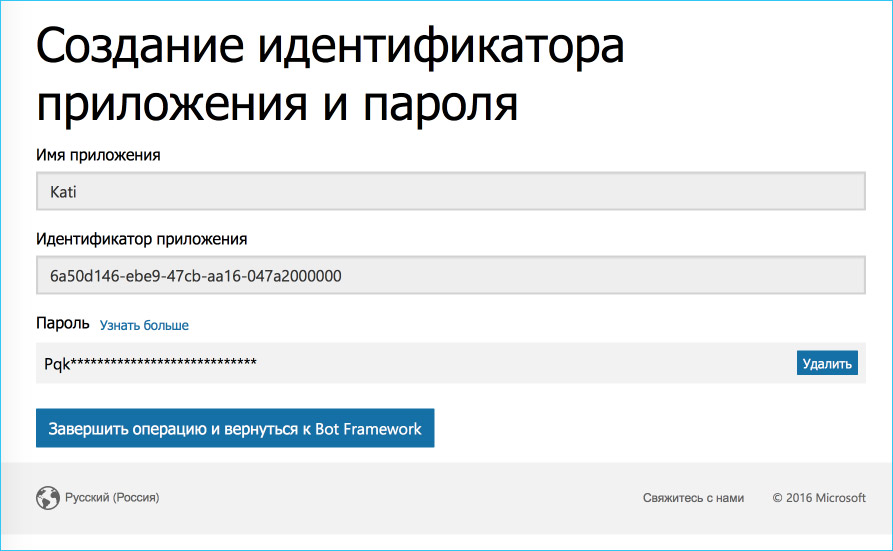 Создание идентификатора
приложения и пароля
Имя приложения
Kati
Идентификатор приложения
6a50d146-ebe9-47cb-aa16-047a2000000
Пароль Узнать больше
Pqk**************************** Удалить
Завершить операцию и вернуться к Bot Framework
Русский (Россия) Свяжитесь с нами © 2016 Microsoft